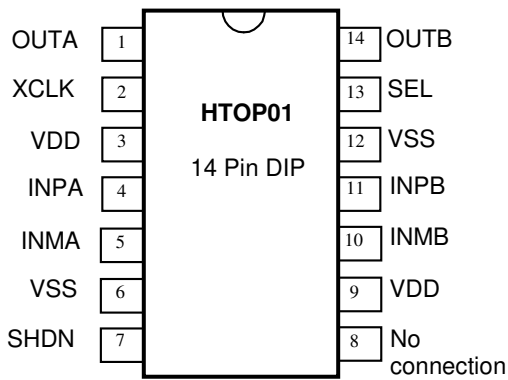 OUTA 1 14 OUTB
XCLK 2 13 SEL
HTOP01
VDD 3 12 VSS
14 Pin DIP
INPA 4 11 INPB
INMA 5 10 INMB
VSS 6 9 VDD
SHDN 7 8 No
connection